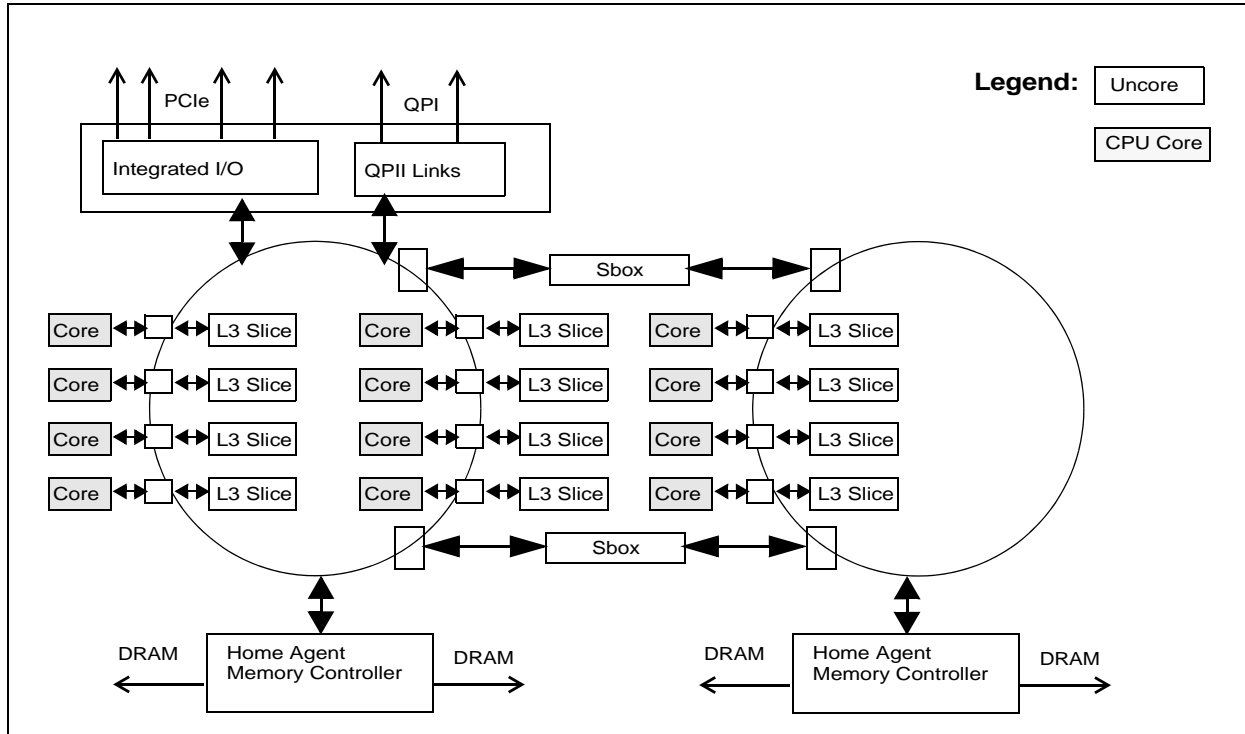 PCIe
QPI
Legend:
Uncore
CPU Core
Integrated I/O
QPII Links
Sbox
Core
L3 Slice
Core
L3 Slice
Core
L3 Slice
Core
L3 Slice
Core
L3 Slice
Core
L3 Slice
Core
L3 Slice
Core
L3 Slice
Core
L3 Slice
Core
L3 Slice
Core
L3 Slice
Core
L3 Slice
Sbox
DRAM
Home Agent
Memory Controller
DRAM
DRAM
Home Agent
Memory Controller
DRAM